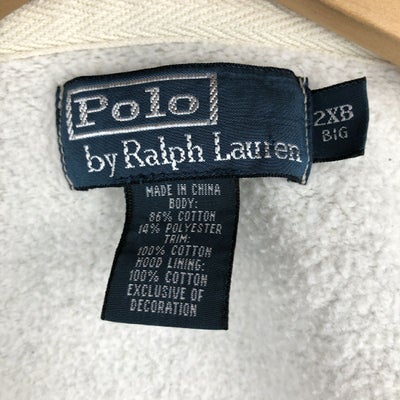 Polo
by Ralph Lauren
2XB
BIG
MADE IN CHINA
BODY:
86% COTTON
14% POLYESTER
TRIM:
100% COTTON
HOOD LINING:
100% COTTON
EXCLUSIVE OF
DECORATION